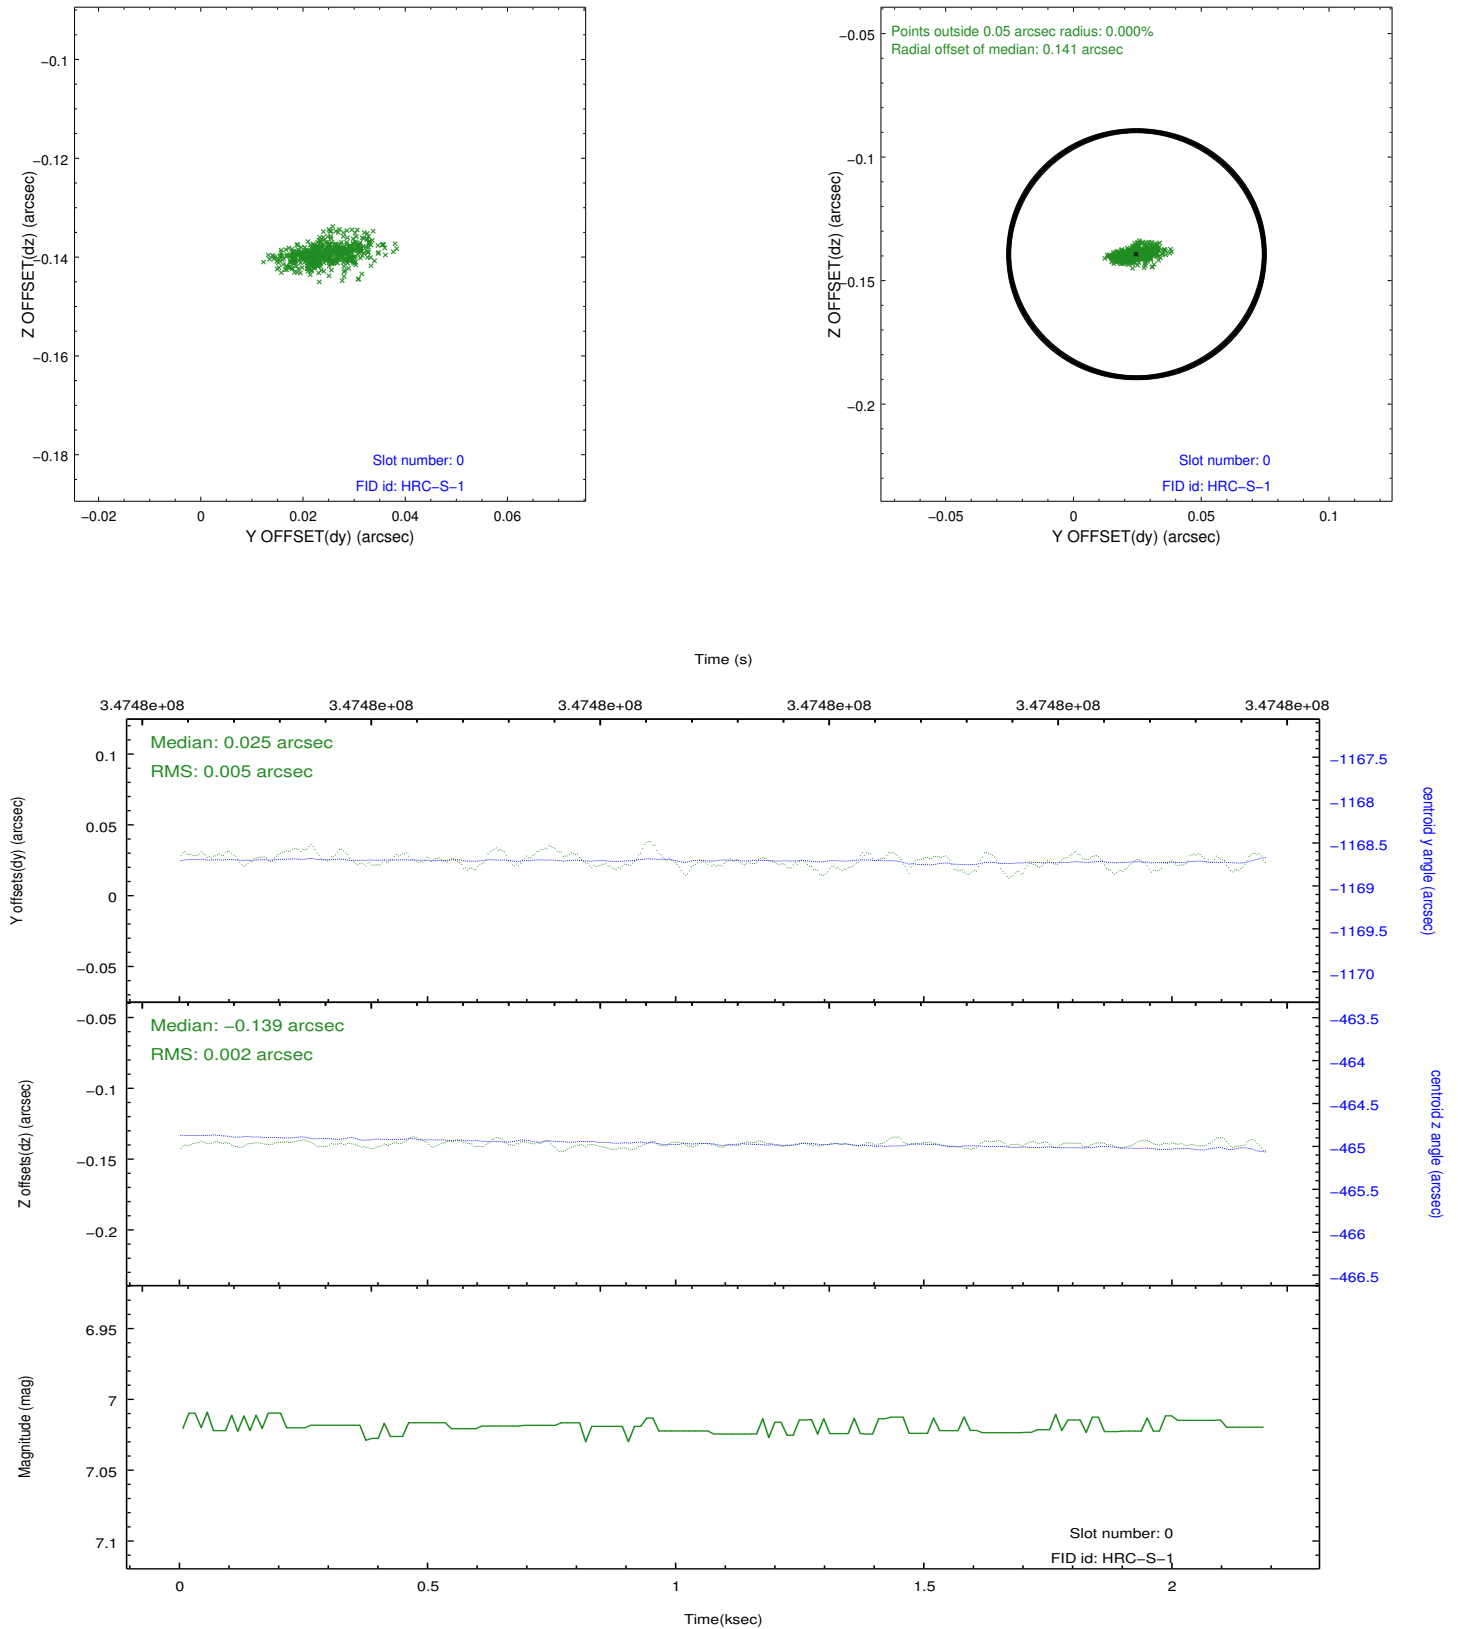 −0.1
−0.12
−0.14
−0.16
−0.18
Z OFFSET(dz) (arcsec)
Slot number: 0
FID id: HRC−S−1
−0.02 0 0.02 0.04 0.06
Y OFFSET(dy) (arcsec)
Points outside 0.05 arcsec radius: 0.000%
Radial offset of median: 0.141 arcsec
−0.05
−0.1
−0.15
−0.2
Z OFFSET(dz) (arcsec)
Slot number: 0
FID id: HRC−S−1
−0.05 0 0.05 0.1
Y OFFSET(dy) (arcsec)
Time (s)
3.4748e+08 3.4748e+08 3.4748e+08 3.4748e+08 3.4748e+08 3.4748e+08
Median: 0.025 arcsec
RMS: 0.005 arcsec
0.1
0.05
0
−0.05
Y offsets(dy) (arcsec)
−1167.5
−1168
−1168.5
−1169
−1169.5
−1170
centroid y angle (arcsec)
Median: −0.139 arcsec
RMS: 0.002 arcsec
−0.05
−0.1
−0.15
−0.2
Z offsets(dz) (arcsec)
−463.5
−464
−464.5
−465
−465.5
−466
−466.5
centroid z angle (arcsec)
6.95
7
7.05
7.1
Magnitude (mag)
Slot number: 0
FID id: HRC−S−1
0 0.5 1 1.5 2
Time(ksec)